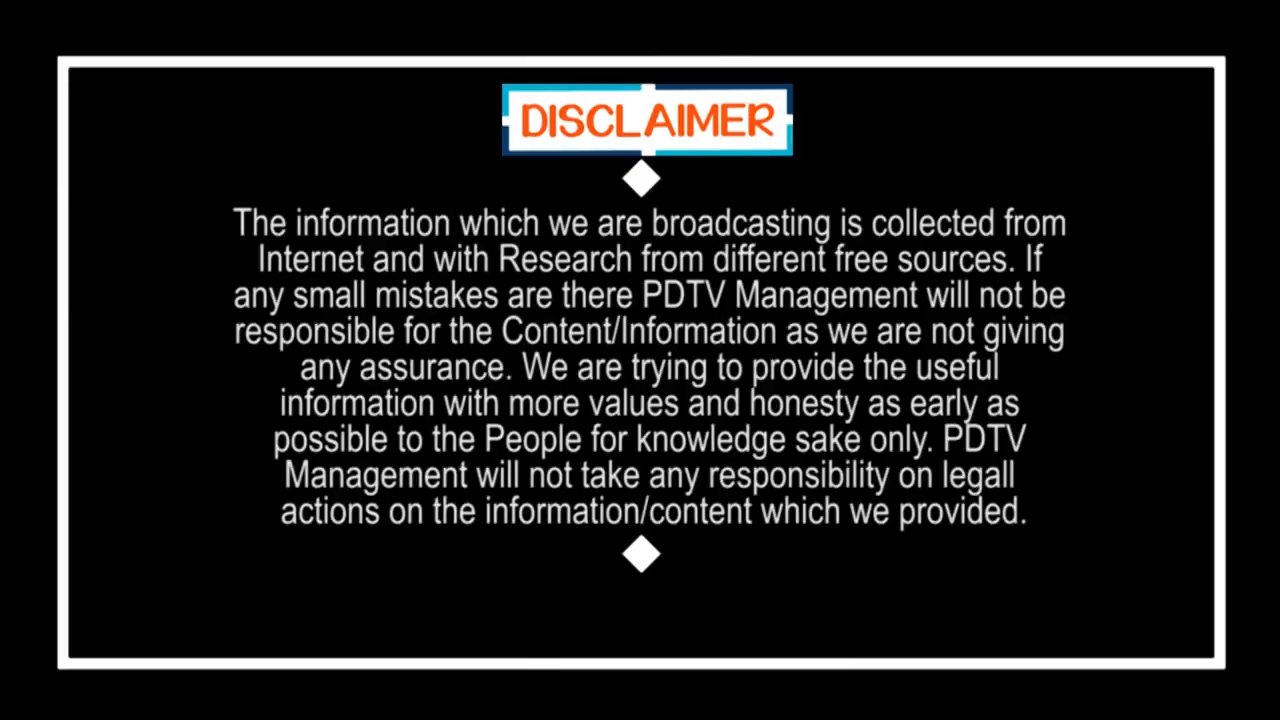 DISCLAIMER
The information which we are broadcasting is collected from
Internet and with Research from different free sources. If
any small mistakes are there PDTV Management will not be
responsible for the Content/Information as we are not giving
any assurance. We are trying to provide the useful
information with more values and honesty as early as
possible to the People for knowledge sake only. PDTV
Management will not take any responsibility on legall
actions on the information/content which we provided.